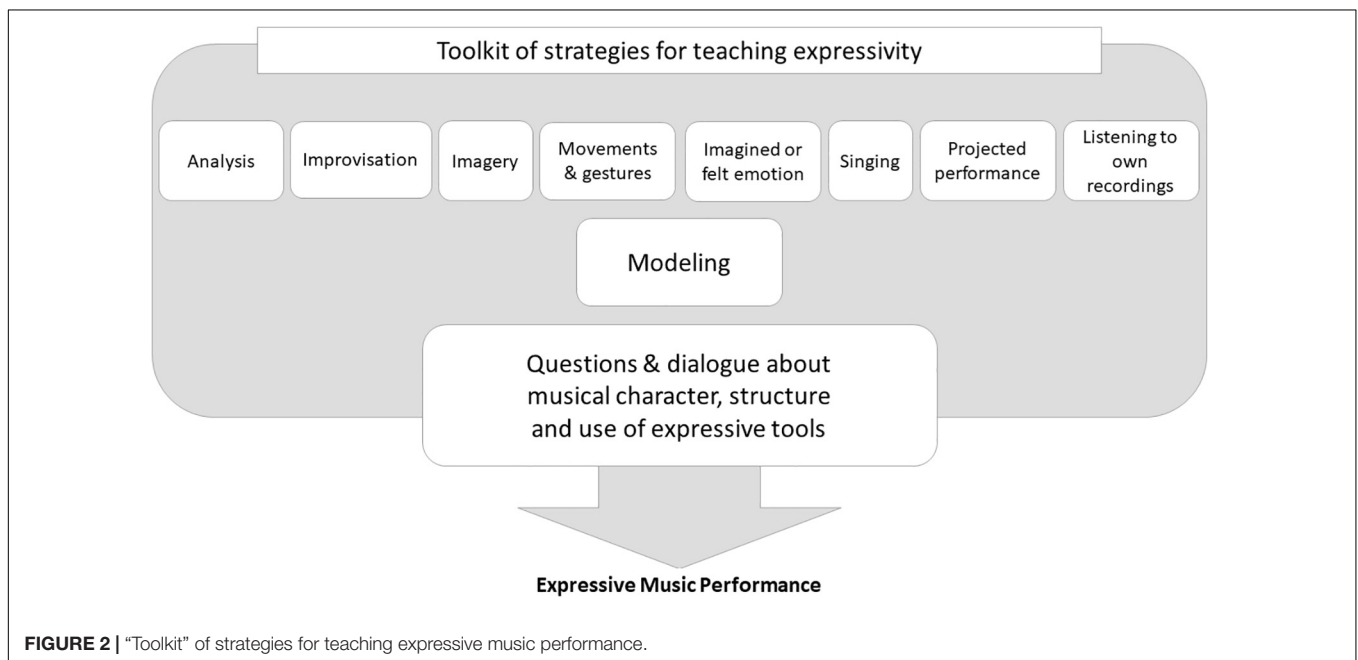 Toolkit of strategies for teaching expressivity
Analysis
Improvisation
Imagery
Movements
& gestures
Imagined or
felt emotion
Singing
Projected
performance
Listening to
own
recordings
Modeling
Questions & dialogue about
musical character, structure
and use of expressive tools
Expressive Music Performance
FIGURE 2 | "Toolkit" of strategies for teaching expressive music performance.